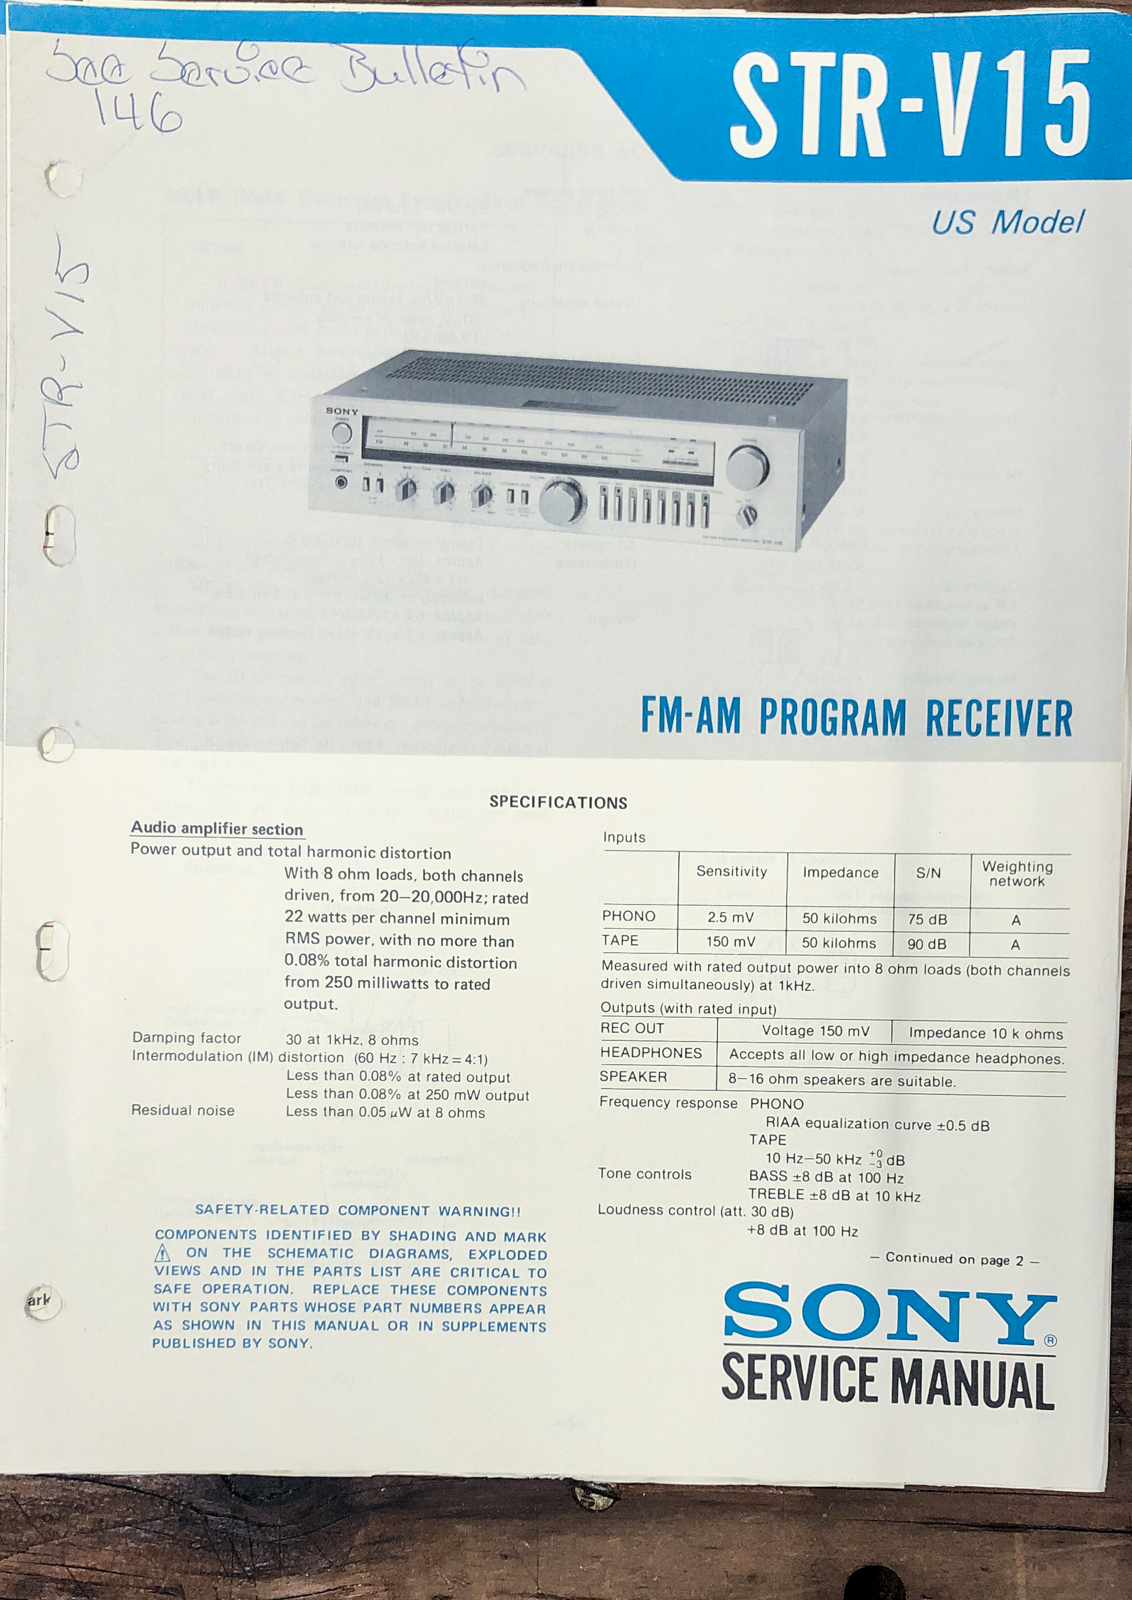 See Service Bulletin
146
STR-V15
STR-V15
US Model
SONY
FM-AM PROGRAM RECEIVER
SPECIFICATIONS
Audio amplifier section
Power output and total harmonic distortion
With 8 ohm loads, both channels
driven, from 20–20,000Hz; rated
22 watts per channel minimum
RMS power, with no more than
0.08% total harmonic distortion
from 250 milliwatts to rated
output.
Damping factor 30 at 1kHz, 8 ohms
Intermodulation (IM) distortion (60 Hz : 7 kHz = 4:1)
Less than 0.08% at rated output
Less than 0.08% at 250 mW output
Residual noise Less than 0.05 µW at 8 ohms
SAFETY-RELATED COMPONENT WARNING!!
COMPONENTS IDENTIFIED BY SHADING AND MARK
⚠ ON THE SCHEMATIC DIAGRAMS, EXPLODED
VIEWS AND IN THE PARTS LIST ARE CRITICAL TO
SAFE OPERATION. REPLACE THESE COMPONENTS
WITH SONY PARTS WHOSE PART NUMBERS APPEAR
AS SHOWN IN THIS MANUAL OR IN SUPPLEMENTS
PUBLISHED BY SONY.
Inputs
Sensitivity Impedance S/N Weighting network
PHONO 2.5 mV 50 kilohms 75 dB A
TAPE 150 mV 50 kilohms 90 dB A
Measured with rated output power into 8 ohm loads (both channels
driven simultaneously) at 1kHz.
Outputs (with rated input)
REC OUT Voltage 150 mV Impedance 10 k ohms
HEADPHONES Accepts all low or high impedance headphones.
SPEAKER 8–16 ohm speakers are suitable.
Frequency response PHONO
RIAA equalization curve ±0.5 dB
TAPE
10 Hz–50 kHz +0 −3 dB
Tone controls BASS ±8 dB at 100 Hz
TREBLE ±8 dB at 10 kHz
Loudness control (att. 30 dB)
+8 dB at 100 Hz
– Continued on page 2 –
SONY®
SERVICE MANUAL
ark